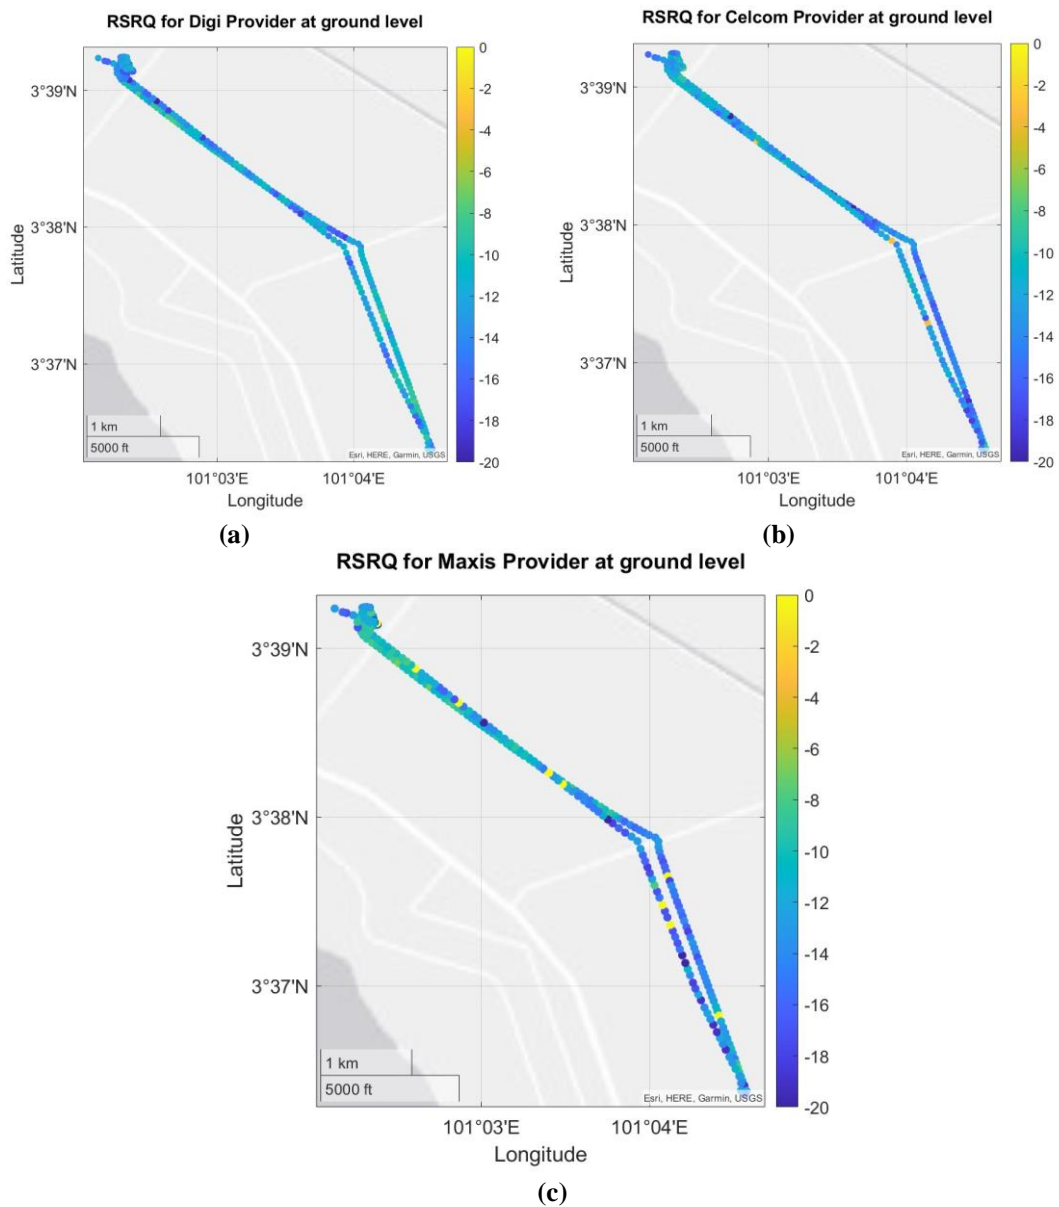 RSRQ for Digi Provider at ground level
3°39'N
3°38'N
3°37'N
Latitude
1 km
5000 ft
Esri, HERE, Garmin, USGS
101°03'E
101°04'E
Longitude
0
-2
-4
-6
-8
-10
-12
-14
-16
-18
-20
(a)
RSRQ for Celcom Provider at ground level
3°39'N
3°38'N
3°37'N
Latitude
1 km
5000 ft
Esri, HERE, Garmin, USGS
101°03'E
101°04'E
Longitude
0
-2
-4
-6
-8
-10
-12
-14
-16
-18
-20
(b)
RSRQ for Maxis Provider at ground level
3°39'N
3°38'N
3°37'N
Latitude
1 km
5000 ft
Esri, HERE, Garmin, USGS
101°03'E
101°04'E
Longitude
0
-2
-4
-6
-8
-10
-12
-14
-16
-18
-20
(c)